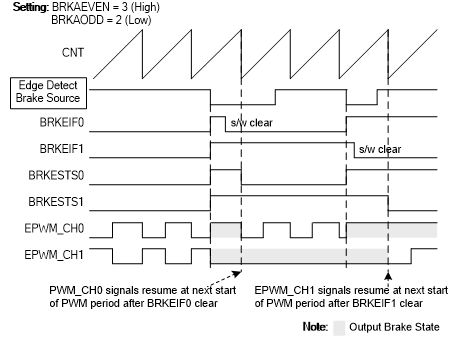 Setting: BRKAEVEN = 3 (High)
BRKAODD = 2 (Low)
CNT
Edge Detect
Brake Source
BRKEIF0
s/w clear
BRKEIF1
s/w clear
BRKESTS0
BRKESTS1
EPWM_CH0
EPWM_CH1
PWM_CH0 signals resume at next start
of PWM period after BRKEIF0 clear
EPWM_CH1 signals resume at next start
of PWM period after BRKEIF1 clear
Note: Output Brake State